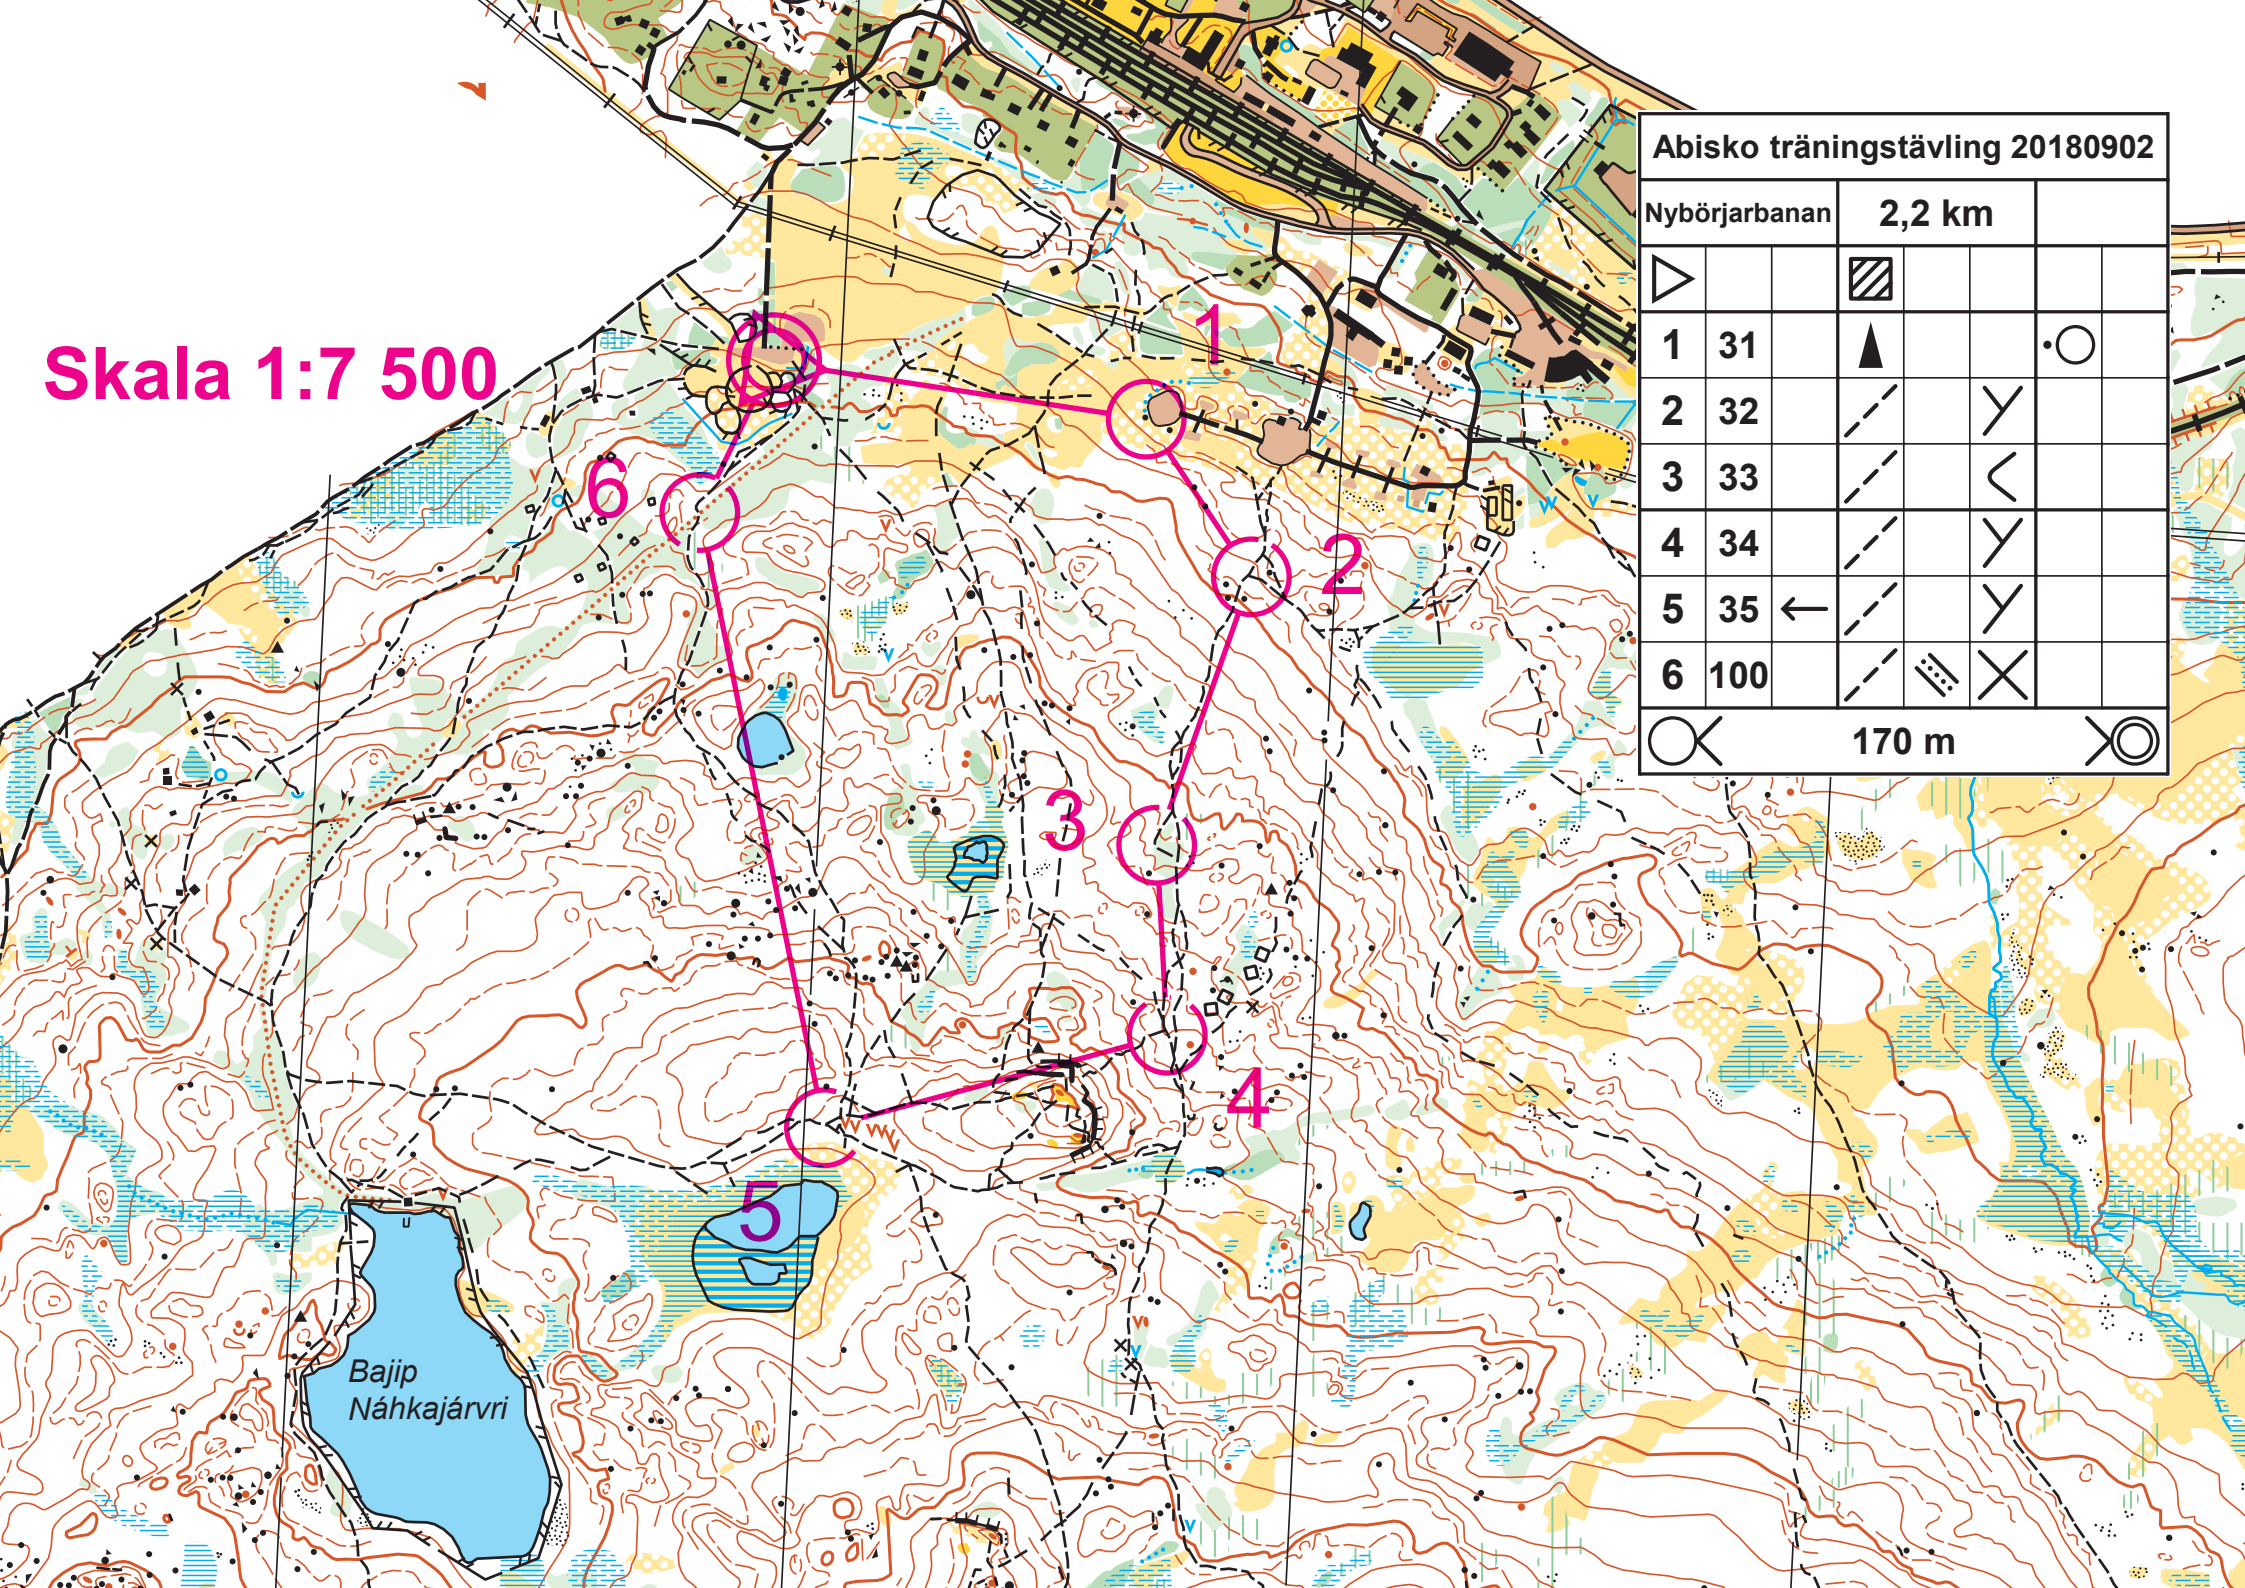 Skala 1:7 500
Abisko träningstävling 20180902
Nybörjarbanan 2,2 km
1 31
2 32
3 33
4 34
5 35
6 100
170 m
1
2
3
4
5
6
Bajip
Náhkajárvri